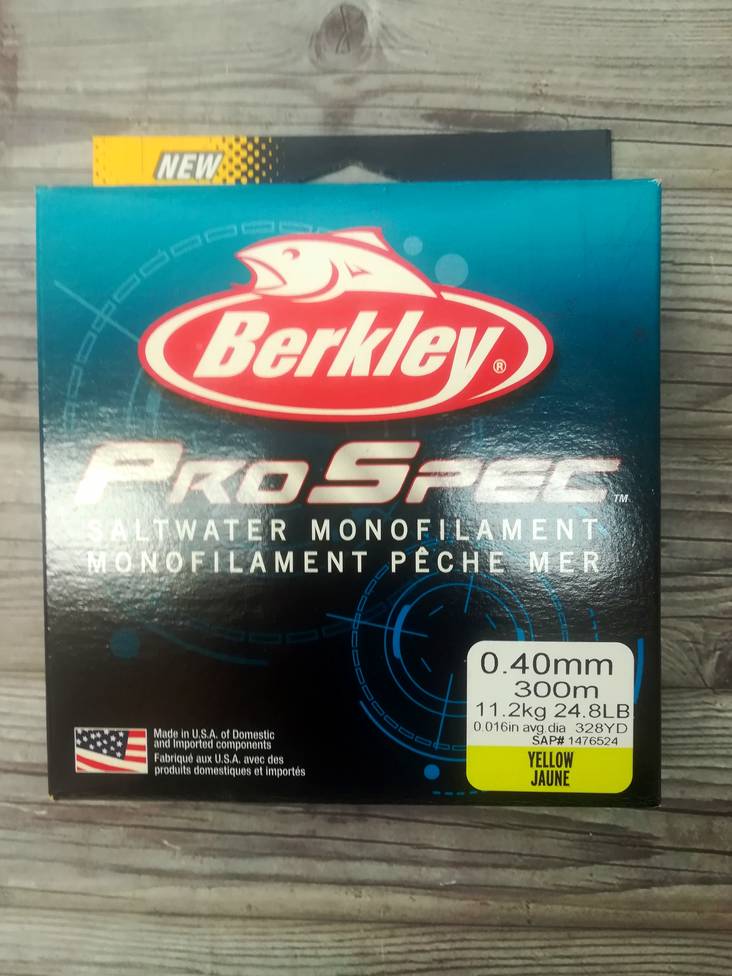 NEW
Berkley®
PRO SPEC™
SALTWATER MONOFILAMENT
MONOFILAMENT PÊCHE MER
0.40mm
300m
11.2kg 24.8LB
0.016in avg.dia 328YD
SAP# 1476524
YELLOW
JAUNE
Made in U.S.A. of Domestic
and Imported components
Fabriqué aux U.S.A. avec des
produits domestiques et importés